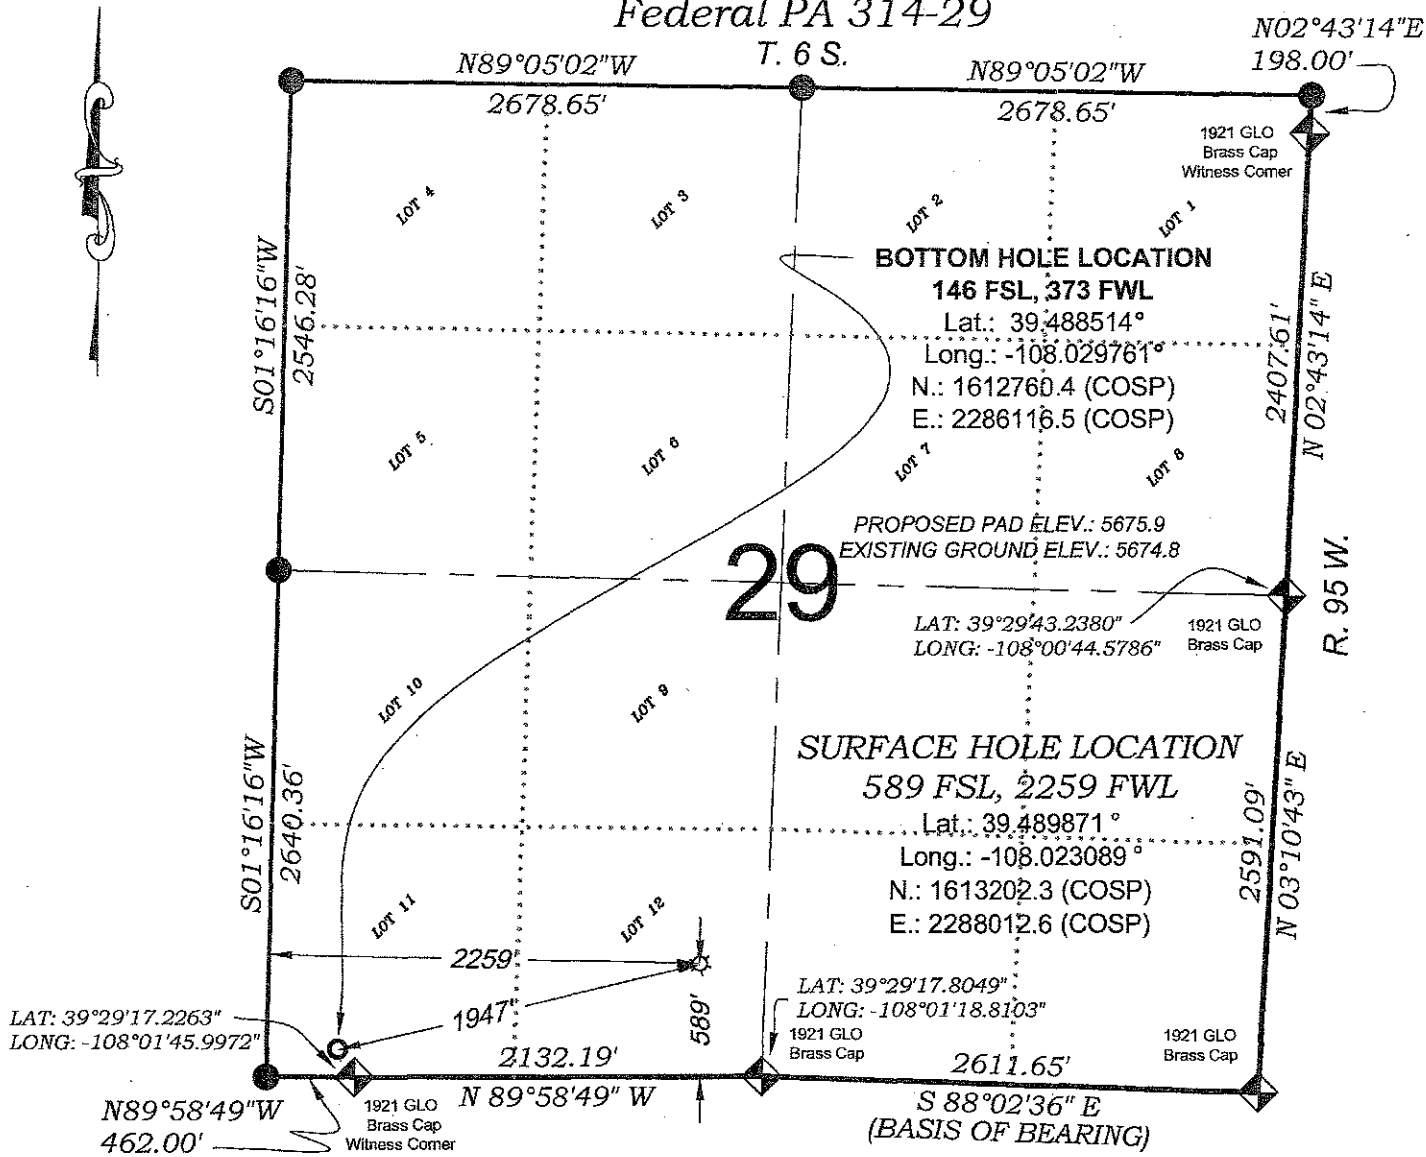 Federal PA 314-29
T. 6 S.
N02°43'14"E
198.00'
N89°05'02"W
2678.65'
N89°05'02"W
2678.65'
1921 GLO
Brass Cap
Witness Corner
LOT 4
LOT 3
LOT 2
LOT 1
BOTTOM HOLE LOCATION
146 FSL, 373 FWL
Lat.: 39.488514°
Long.: -108.029761°
N.: 1612760.4 (COSP)
E.: 2286116.5 (COSP)
S01°16'16"W
2546.28'
2407.61'
N 02°43'14" E
LOT 5
LOT 6
LOT 7
LOT 8
PROPOSED PAD ELEV.: 5675.9
EXISTING GROUND ELEV.: 5674.8
29
R. 95 W.
LAT: 39°29'43.2380"
LONG: -108°00'44.5786"
1921 GLO
Brass Cap
LOT 10
LOT 9
SURFACE HOLE LOCATION
589 FSL, 2259 FWL
Lat.: 39.489871°
Long.: -108.023089°
N.: 1613202.3 (COSP)
E.: 2288012.6 (COSP)
S01°16'16"W
2640.36'
2591.09'
N 03°10'43" E
LOT 11
LOT 12
2259'
1947'
589'
LAT: 39°29'17.2263"
LONG: -108°01'45.9972"
LAT: 39°29'17.8049"
LONG: -108°01'18.8103"
1921 GLO
Brass Cap
1921 GLO
Brass Cap
2132.19'
N 89°58'49" W
2611.65'
S 88°02'36" E
(BASIS OF BEARING)
N89°58'49"W
462.00'
1921 GLO
Brass Cap
Witness Corner